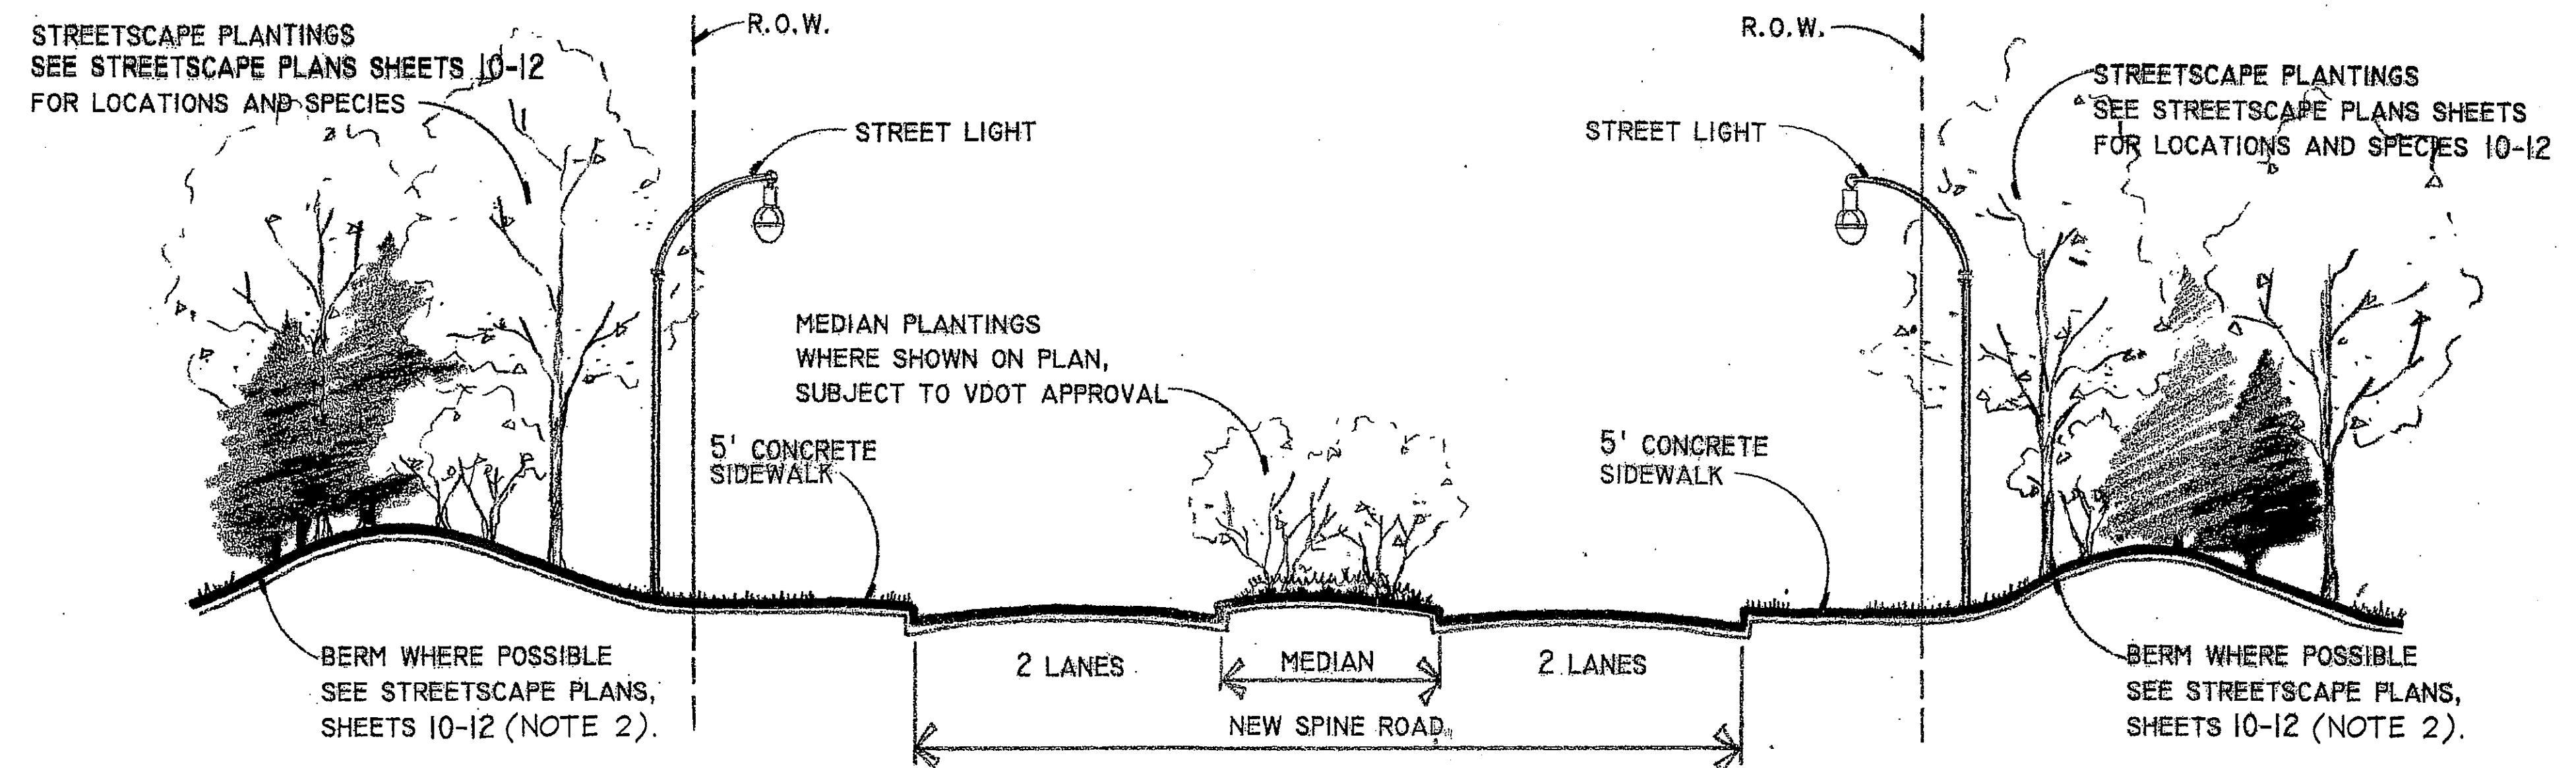 STREETSCAPE PLANTINGS
SEE STREETSCAPE PLANS SHEETS 10-12
FOR LOCATIONS AND SPECIES
R.O.W.
STREET LIGHT
R.O.W.
STREET LIGHT
STREETSCAPE PLANTINGS
SEE STREETSCAPE PLANS SHEETS
FOR LOCATIONS AND SPECIES 10-12
MEDIAN PLANTINGS
WHERE SHOWN ON PLAN,
SUBJECT TO VDOT APPROVAL
5' CONCRETE
SIDEWALK
5' CONCRETE
SIDEWALK
BERM WHERE POSSIBLE
SEE STREETSCAPE PLANS,
SHEETS 10-12 (NOTE 2).
2 LANES
MEDIAN
2 LANES
NEW SPINE ROAD
BERM WHERE POSSIBLE
SEE STREETSCAPE PLANS,
SHEETS 10-12 (NOTE 2).